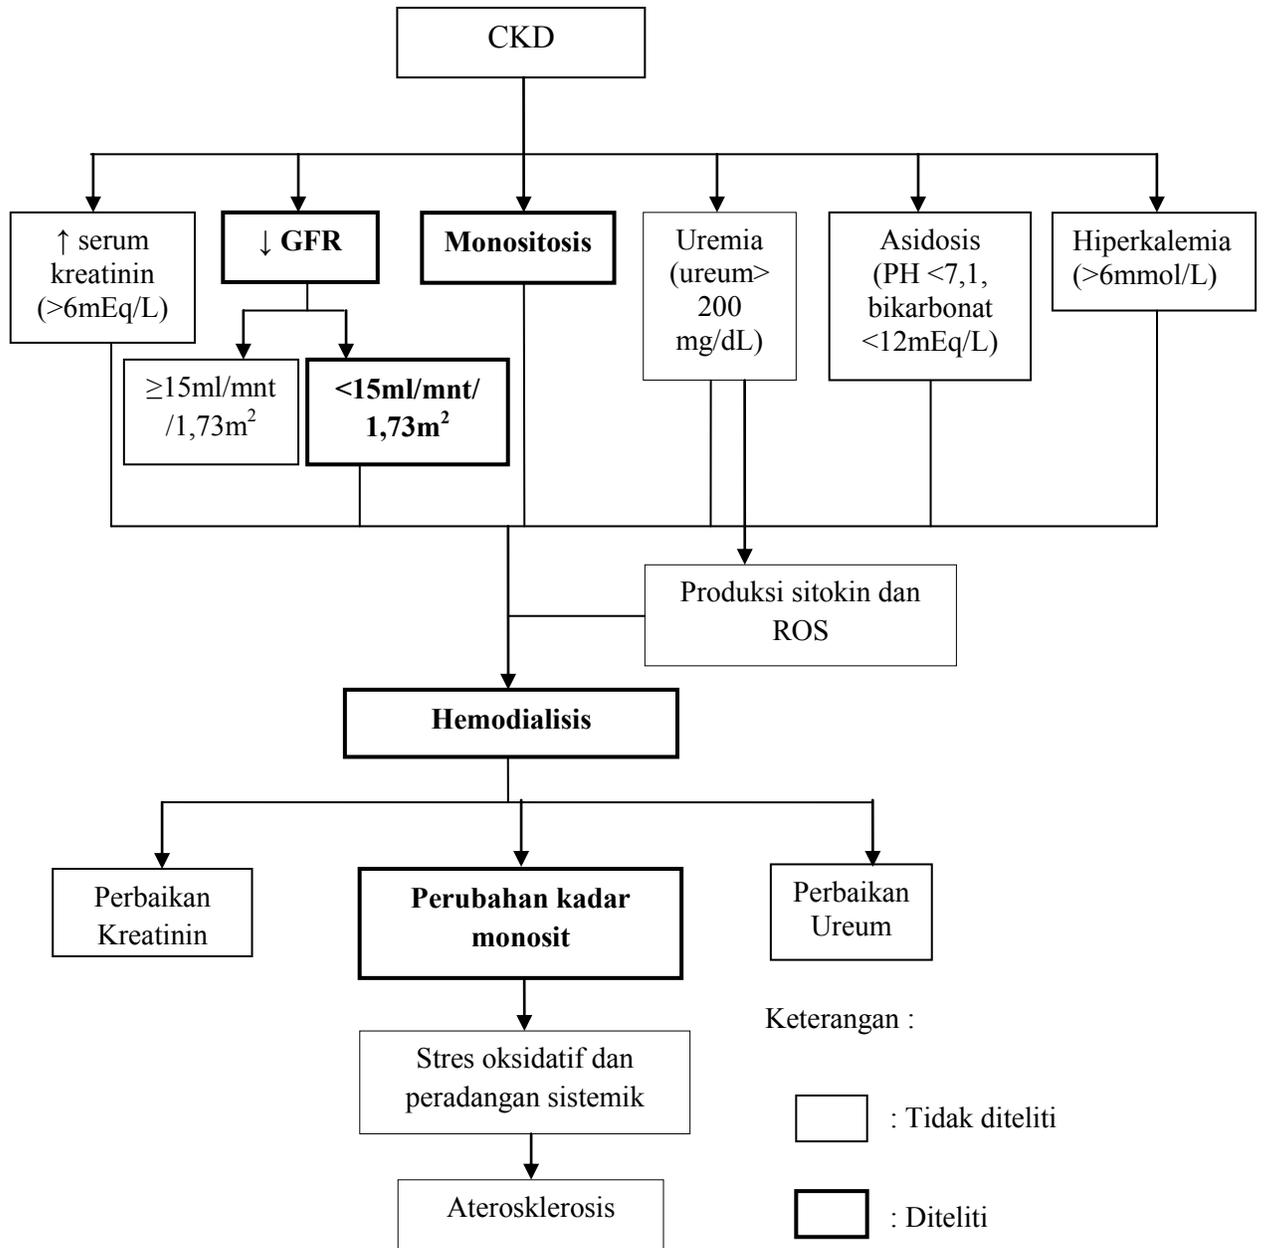 CKD
↑ serum
kreatinin
(>6mEq/L)
↓ GFR
Monositosis
Uremia
(ureum>
200
mg/dL)
Asidosis
(PH <7,1,
bikarbonat
<12mEq/L)
Hiperkalemia
(>6mmol/L)
≥15ml/mnt
/1,73m²
<15ml/mnt/
1,73m²
Produksi sitokin dan
ROS
Hemodialisis
Perbaikan
Kreatinin
Perubahan kadar
monosit
Perbaikan
Ureum
Stres oksidatif dan
peradangan sistemik
Aterosklerosis
Keterangan :
: Tidak diteliti
: Diteliti